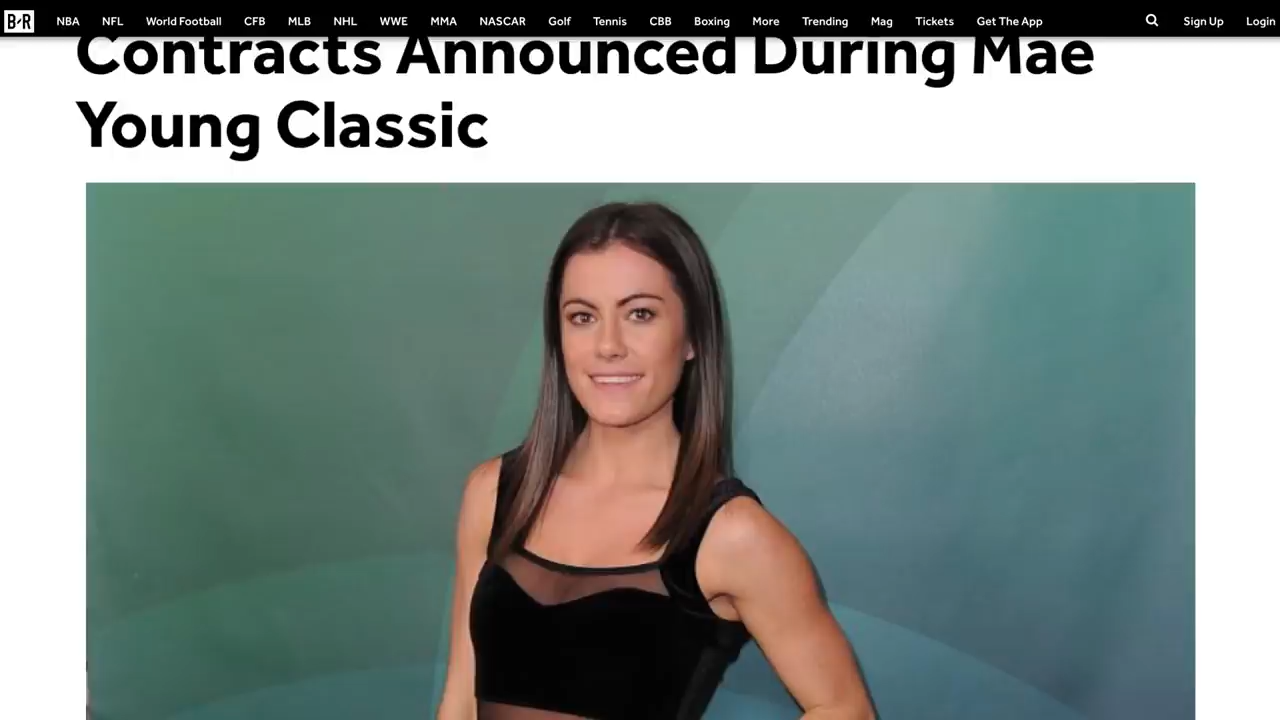 B/R NBA NFL World Football CFB MLB NHL WWE MMA NASCAR Golf Tennis CBB Boxing More Trending Mag Tickets Get The App Sign Up Login
Contracts Announced During Mae
Young Classic